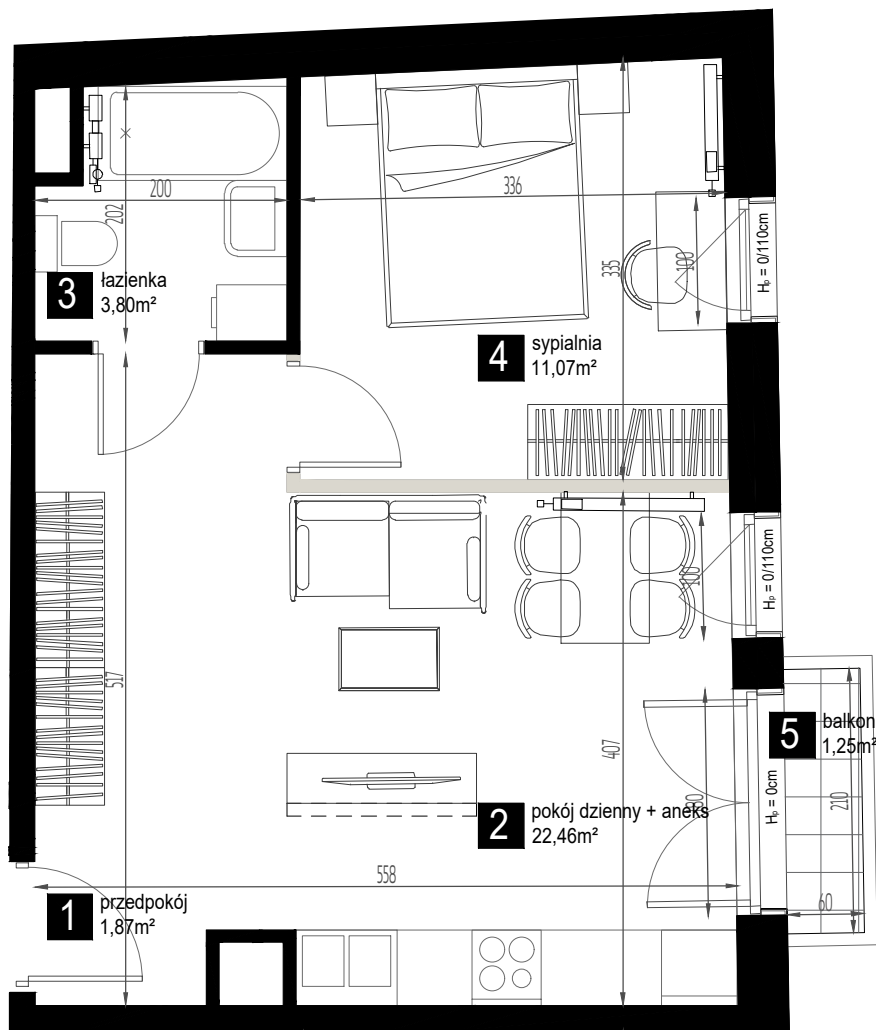 200
202
336
335
100
Hₚ = 0/110cm
3
łazienka
3,80m²
4
sypialnia
11,07m²
100
Hₚ = 0/110cm
517
407
5
balkon
1,25m²
210
Hₚ = 0cm
2
pokój dzienny + aneks
22,46m²
558
60
1
przedpokój
1,87m²